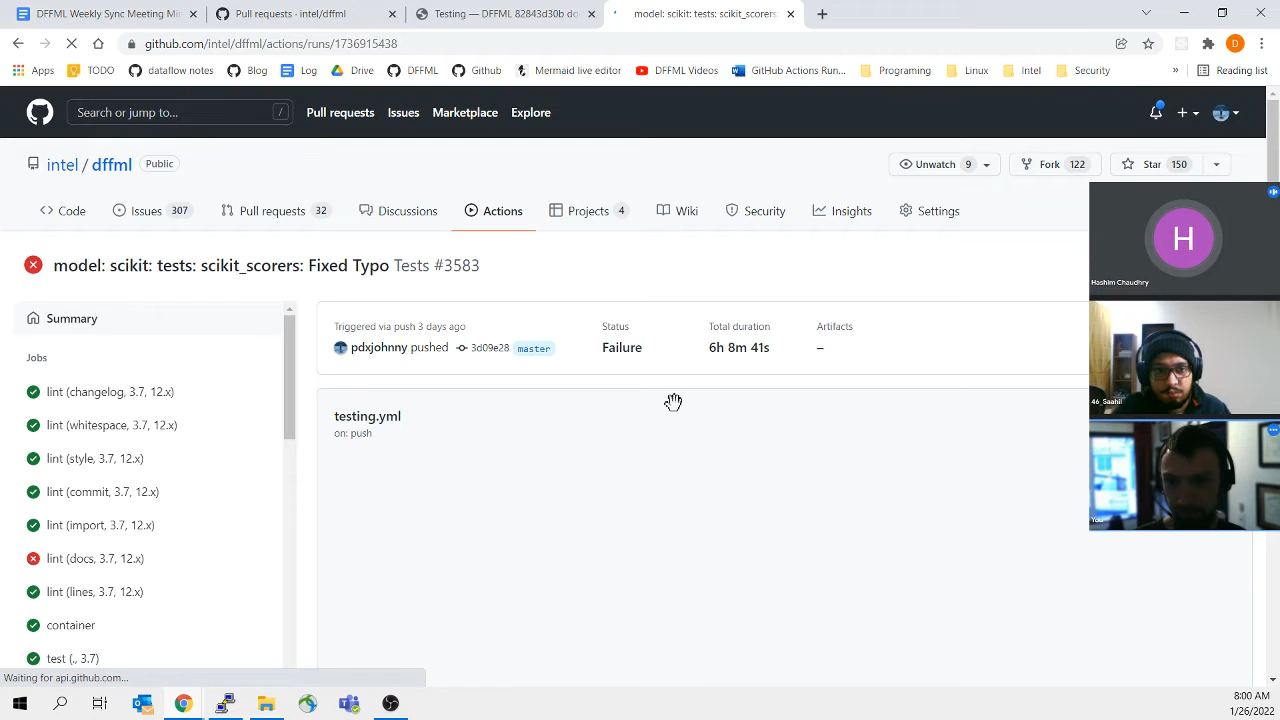 DFFML Weekly Sync Meeting Min
Pull requests · intel/dffml
Testing — DFFML 82843d30b do
model: scikit: tests: scikit_scorers:
github.com/intel/dffml/actions/runs/1736915438
D
Apps
TODO
dataflow notes
Blog
Log
Drive
DFFML
Github
Mermaid live editor
DFFML Videos
GitHub Actions Run...
Programing
Linux
Intel
Security
»
Reading list
Search or jump to...
/
Pull requests
Issues
Marketplace
Explore
intel / dffml
Public
Unwatch 9
Fork 122
Star 150
Code
Issues 307
Pull requests 32
Discussions
Actions
Projects 4
Wiki
Security
Insights
Settings
model: scikit: tests: scikit_scorers: Fixed Typo Tests #3583
Summary
Jobs
lint (changelog, 3.7, 12.x)
lint (whitespace, 3.7, 12.x)
lint (style, 3.7, 12.x)
lint (commit, 3.7, 12.x)
lint (import, 3.7, 12.x)
lint (docs, 3.7, 12.x)
lint (lines, 3.7, 12.x)
container
test (., 3.7)
Triggered via push 3 days ago
pdxjohnny pushed 3d09e28 master
Status
Failure
Total duration
6h 8m 41s
Artifacts
–
testing.yml
on: push
H
Hashim Chaudhry
46_Saahil
You
Waiting for api.github.com...
8:00 AM
1/26/2022